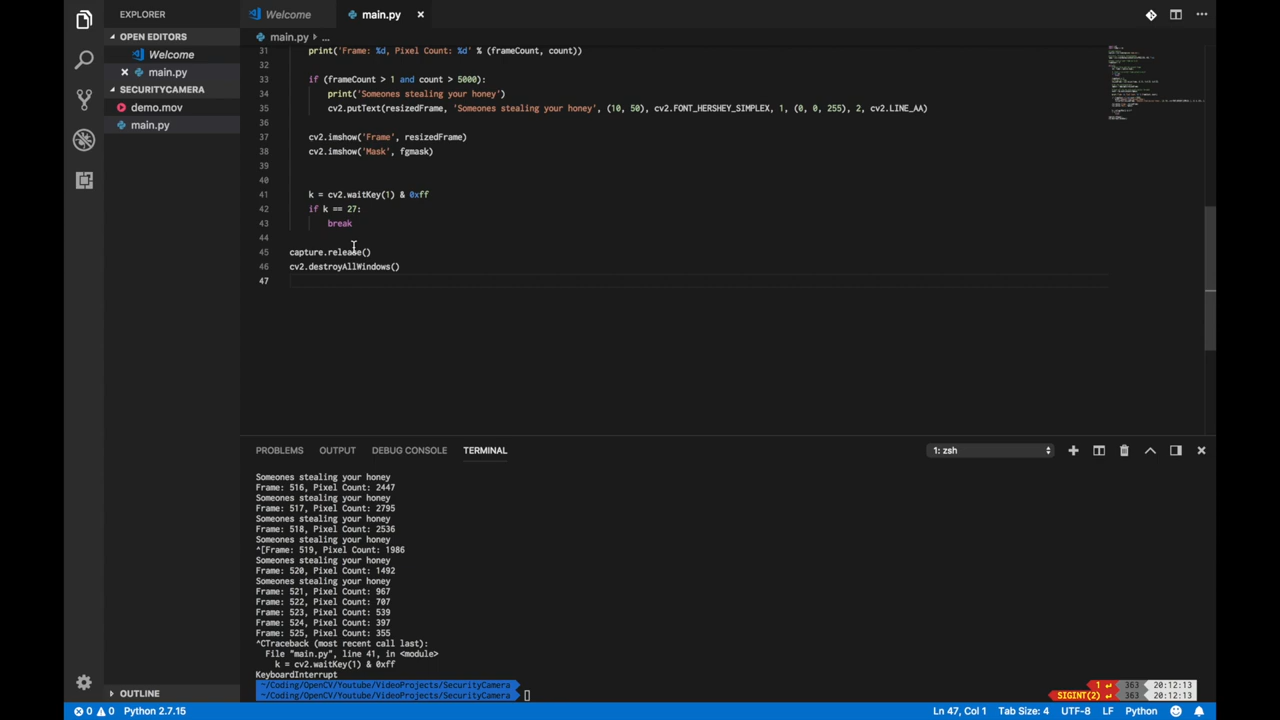 EXPLORER
Welcome
main.py
OPEN EDITORS
main.py > ...
Welcome
main.py
SECURITYCAMERA
demo.mov
main.py
31 print('Frame: %d, Pixel Count: %d' % (frameCount, count))
32
33 if (frameCount > 1 and count > 5000):
34 print('Someones stealing your honey')
35 cv2.putText(resizedFrame, 'Someones stealing your honey', (10, 50), cv2.FONT_HERSHEY_SIMPLEX, 1, (0, 0, 255), 2, cv2.LINE_AA)
36
37 cv2.imshow('Frame', resizedFrame)
38 cv2.imshow('Mask', fgmask)
39
40
41 k = cv2.waitKey(1) & 0xff
42 if k == 27:
43 break
44
45 capture.release()
46 cv2.destroyAllWindows()
47
PROBLEMS OUTPUT DEBUG CONSOLE TERMINAL
1: zsh
Someones stealing your honey
Frame: 516, Pixel Count: 2447
Someones stealing your honey
Frame: 517, Pixel Count: 2795
Someones stealing your honey
Frame: 518, Pixel Count: 2536
Someones stealing your honey
^[Frame: 519, Pixel Count: 1986
Someones stealing your honey
Frame: 520, Pixel Count: 1492
Someones stealing your honey
Frame: 521, Pixel Count: 967
Frame: 522, Pixel Count: 707
Frame: 523, Pixel Count: 539
Frame: 524, Pixel Count: 397
Frame: 525, Pixel Count: 355
^CTraceback (most recent call last):
File "main.py", line 41, in <module>
k = cv2.waitKey(1) & 0xff
KeyboardInterrupt
~/Coding/OpenCV/Youtube/VideoProjects/SecurityCamera 1 ↵ 363 20:12:13
~/Coding/OpenCV/Youtube/VideoProjects/SecurityCamera SIGINT(2) ↵ 363 20:12:13
OUTLINE
0 0 Python 2.7.15
Ln 47, Col 1 Tab Size: 4 UTF-8 LF Python